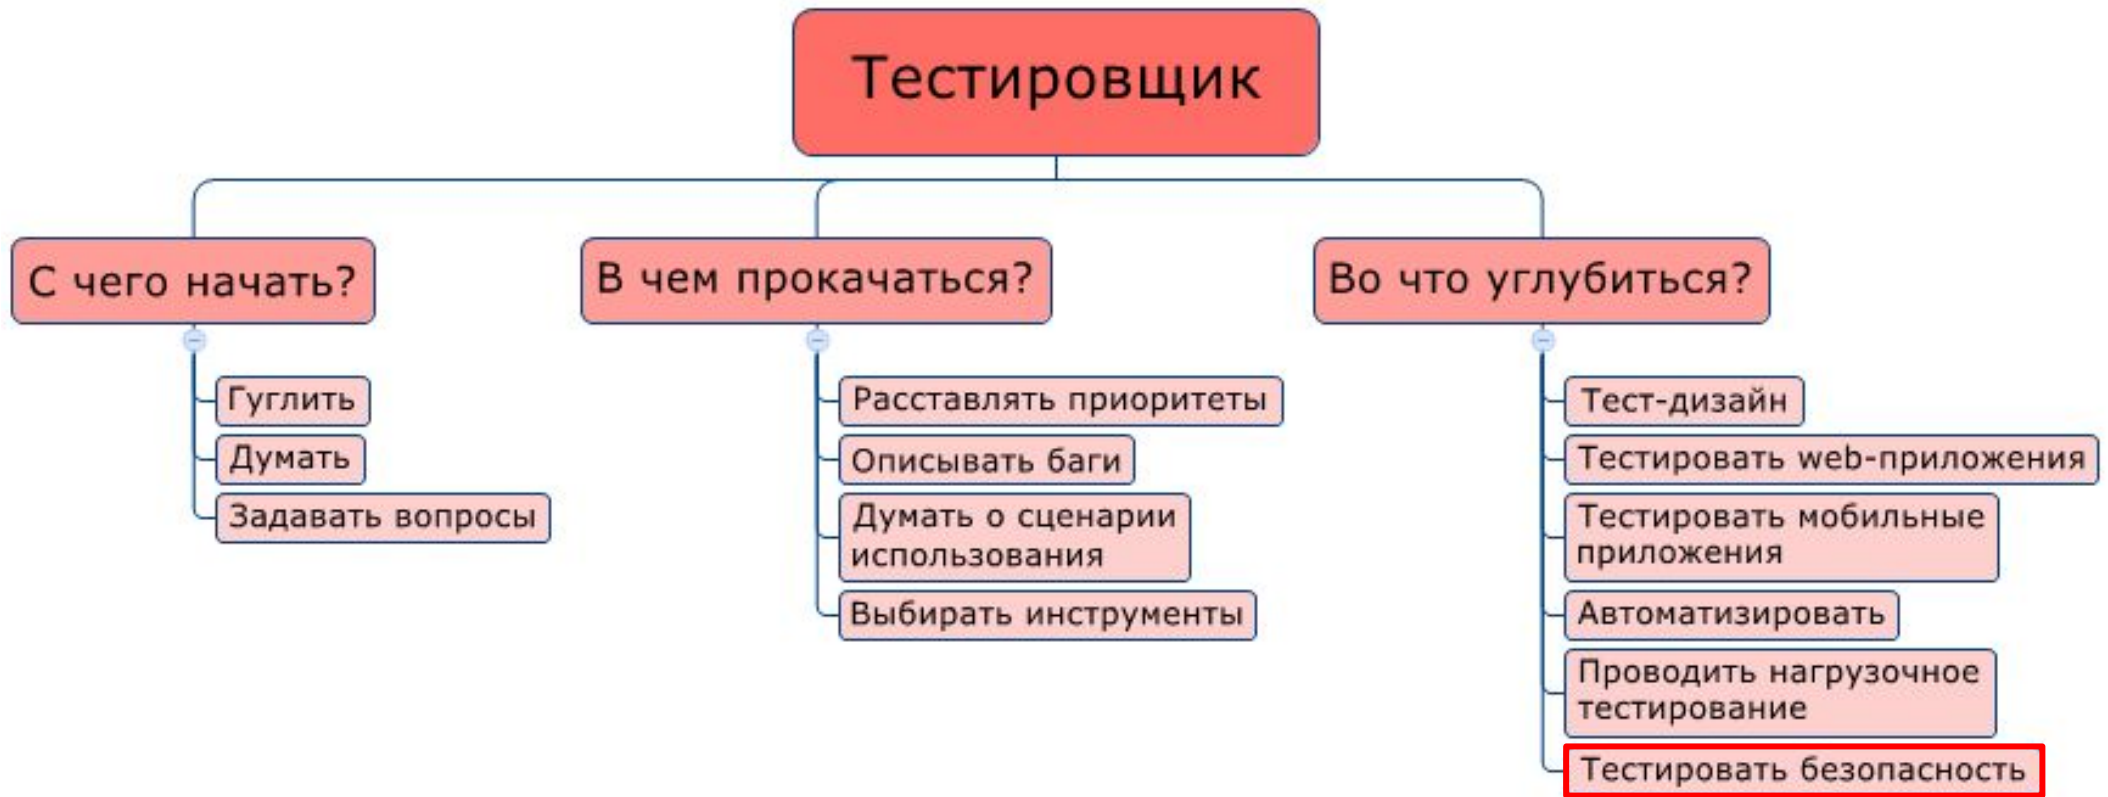 Тестировщик
С чего начать?
Гуглить
Думать
Задавать вопросы
В чем прокачаться?
Расставлять приоритеты
Описывать баги
Думать о сценарии
использования
Выбирать инструменты
Во что углубиться?
Тест-дизайн
Тестировать web-приложения
Тестировать мобильные
приложения
Автоматизировать
Проводить нагрузочное
тестирование
Тестировать безопасность